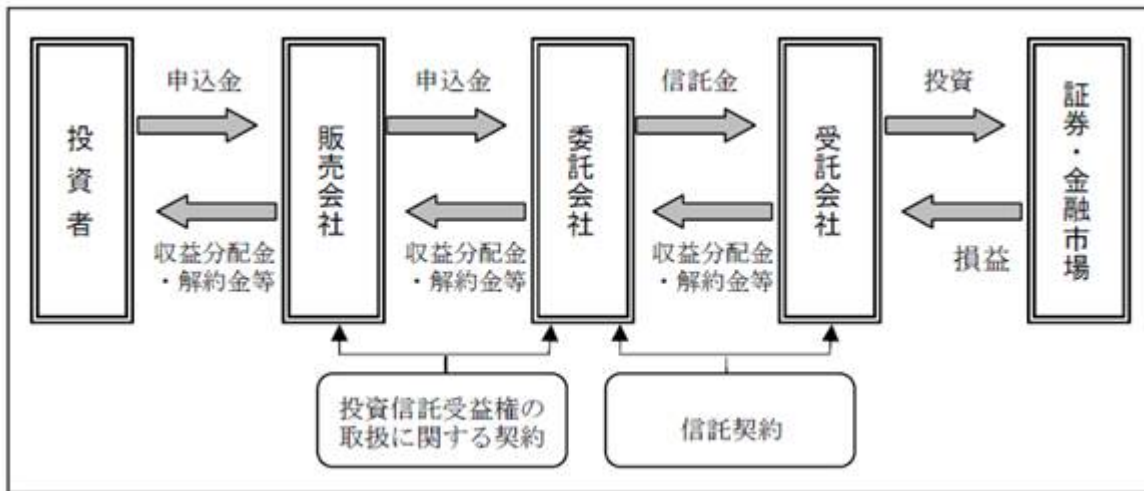 投資者
申込金
収益分配金
・解約金等
販売会社
申込金
収益分配金
・解約金等
委託会社
信託金
収益分配金
・解約金等
受託会社
投資
損益
証券・金融市場
投資信託受益権の
取扱に関する契約
信託契約